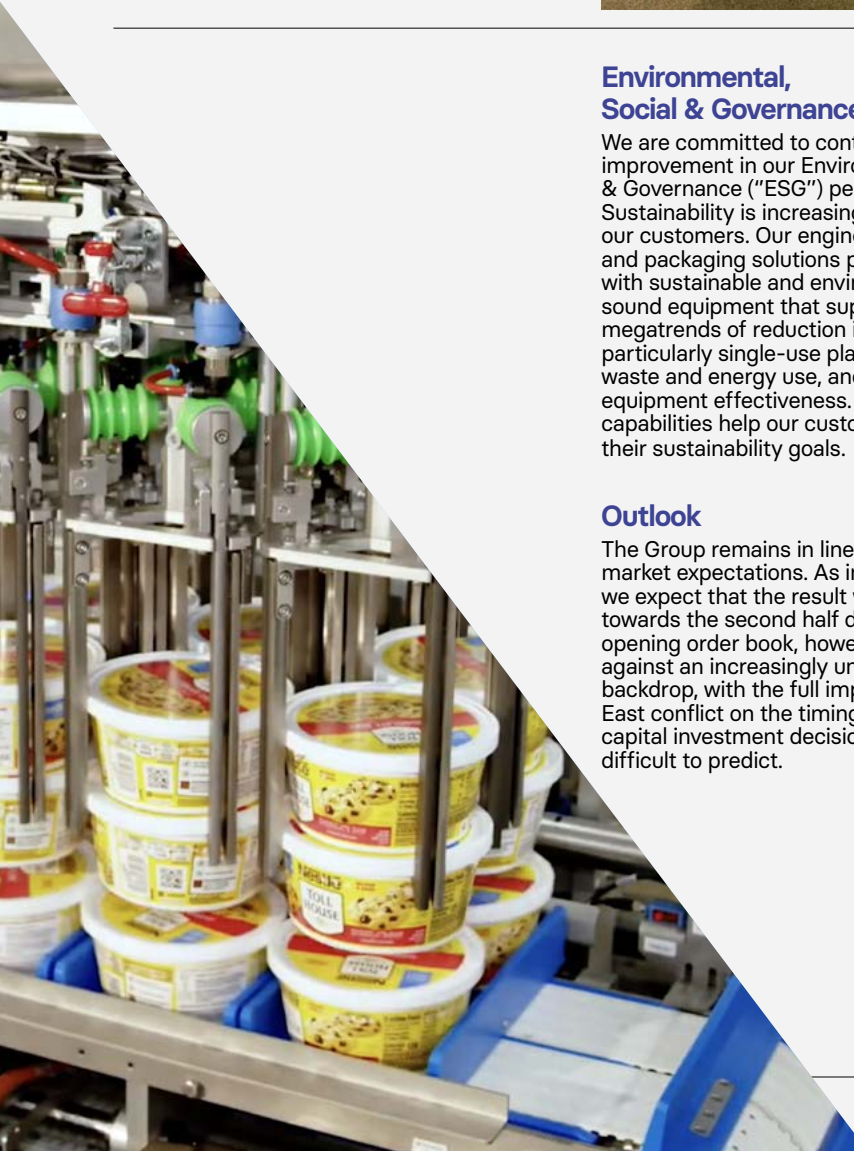 Environmental,
Social & Governance
We are committed to cont
improvement in our Enviro
& Governance (“ESG”) pe
Sustainability is increasing
our customers. Our engine
and packaging solutions p
with sustainable and envir
sound equipment that sup
megatrends of reduction i
particularly single-use pla
waste and energy use, and
equipment effectiveness.
capabilities help our custo
their sustainability goals.
Outlook
The Group remains in line
market expectations. As in
we expect that the result w
towards the second half d
opening order book, howe
against an increasingly un
backdrop, with the full imp
East conflict on the timing
capital investment decisio
difficult to predict.
Nestlé
TOLL
HOUSE